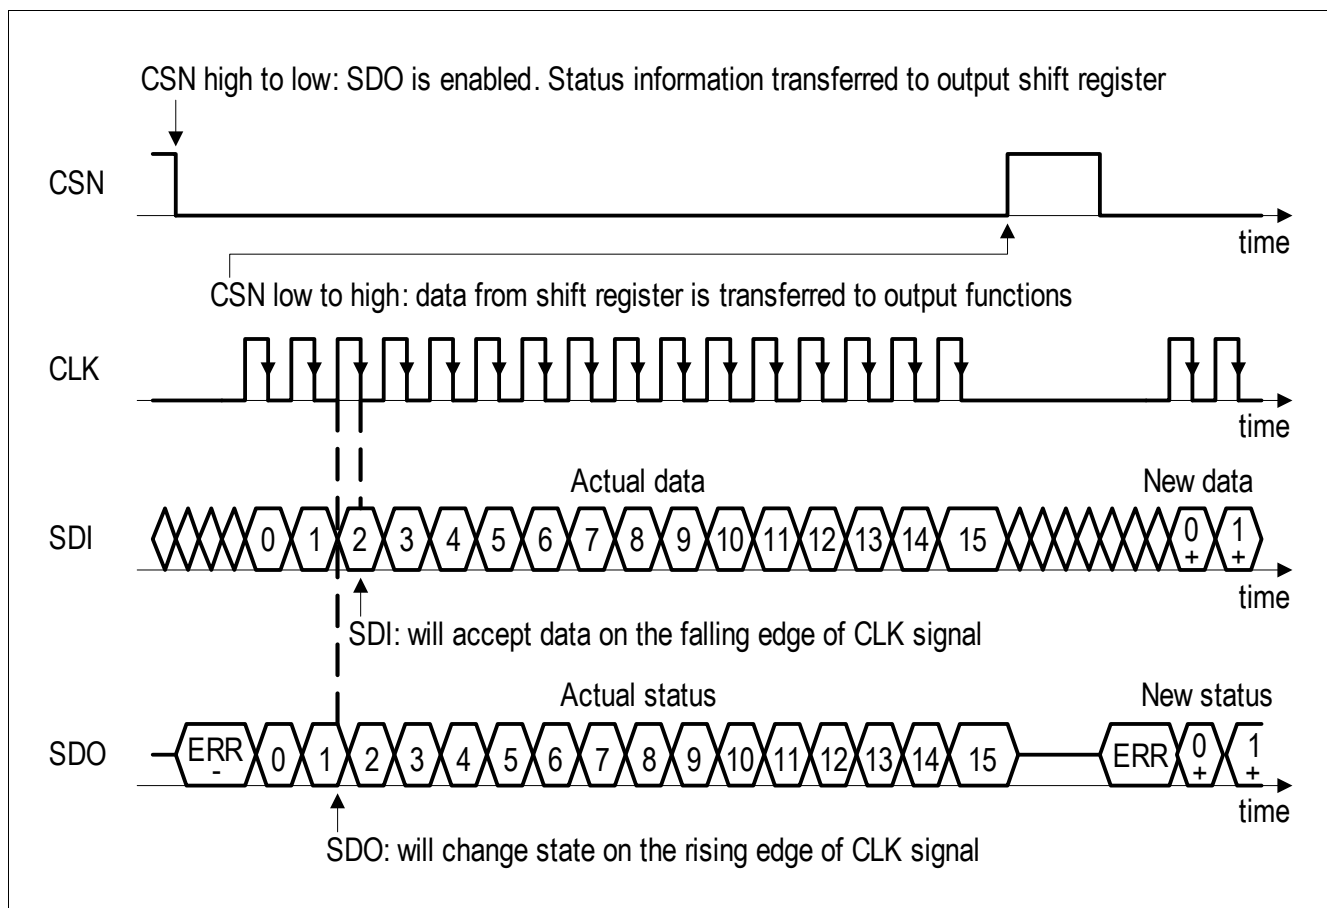 CSN high to low: SDO is enabled. Status information transferred to output shift register
CSN
time
CSN low to high: data from shift register is transferred to output functions
CLK
time
Actual data
New data
SDI
0 1 2 3 4 5 6 7 8 9 10 11 12 13 14 15 0 1
+ +
time
SDI: will accept data on the falling edge of CLK signal
Actual status
New status
SDO
ERR 0 1 2 3 4 5 6 7 8 9 10 11 12 13 14 15 ERR 0 1
- + +
time
SDO: will change state on the rising edge of CLK signal